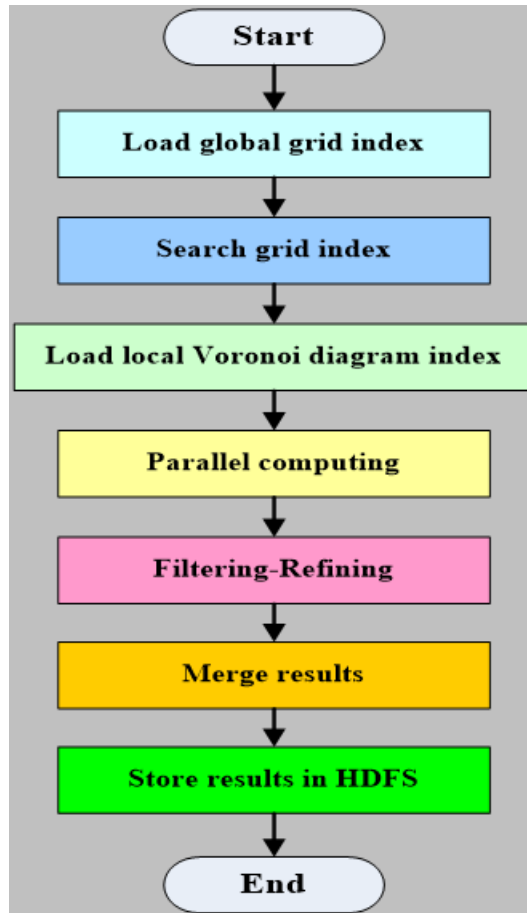 Start
Load global grid index
Search grid index
Load local Voronoi diagram index
Parallel computing
Filtering-Refining
Merge results
Store results in HDFS
End